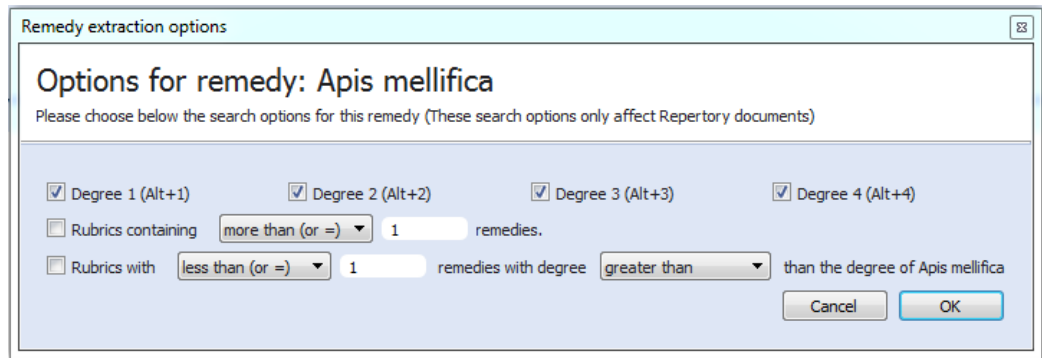 Remedy extraction options
Options for remedy: Apis mellifica
Please choose below the search options for this remedy (These search options only affect Repertory documents)
Degree 1 (Alt+1) Degree 2 (Alt+2) Degree 3 (Alt+3) Degree 4 (Alt+4)
Rubrics containing more than (or =) 1 remedies.
Rubrics with less than (or =) 1 remedies with degree greater than than the degree of Apis mellifica
Cancel OK